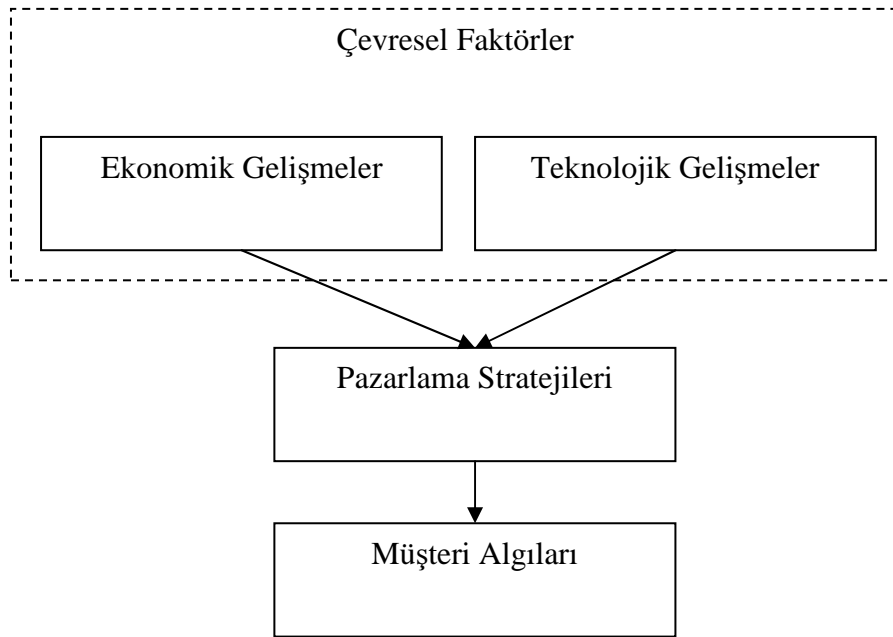 Çevresel Faktörler
Ekonomik Gelişmeler
Teknolojik Gelişmeler
Pazarlama Stratejileri
Müşteri Algıları